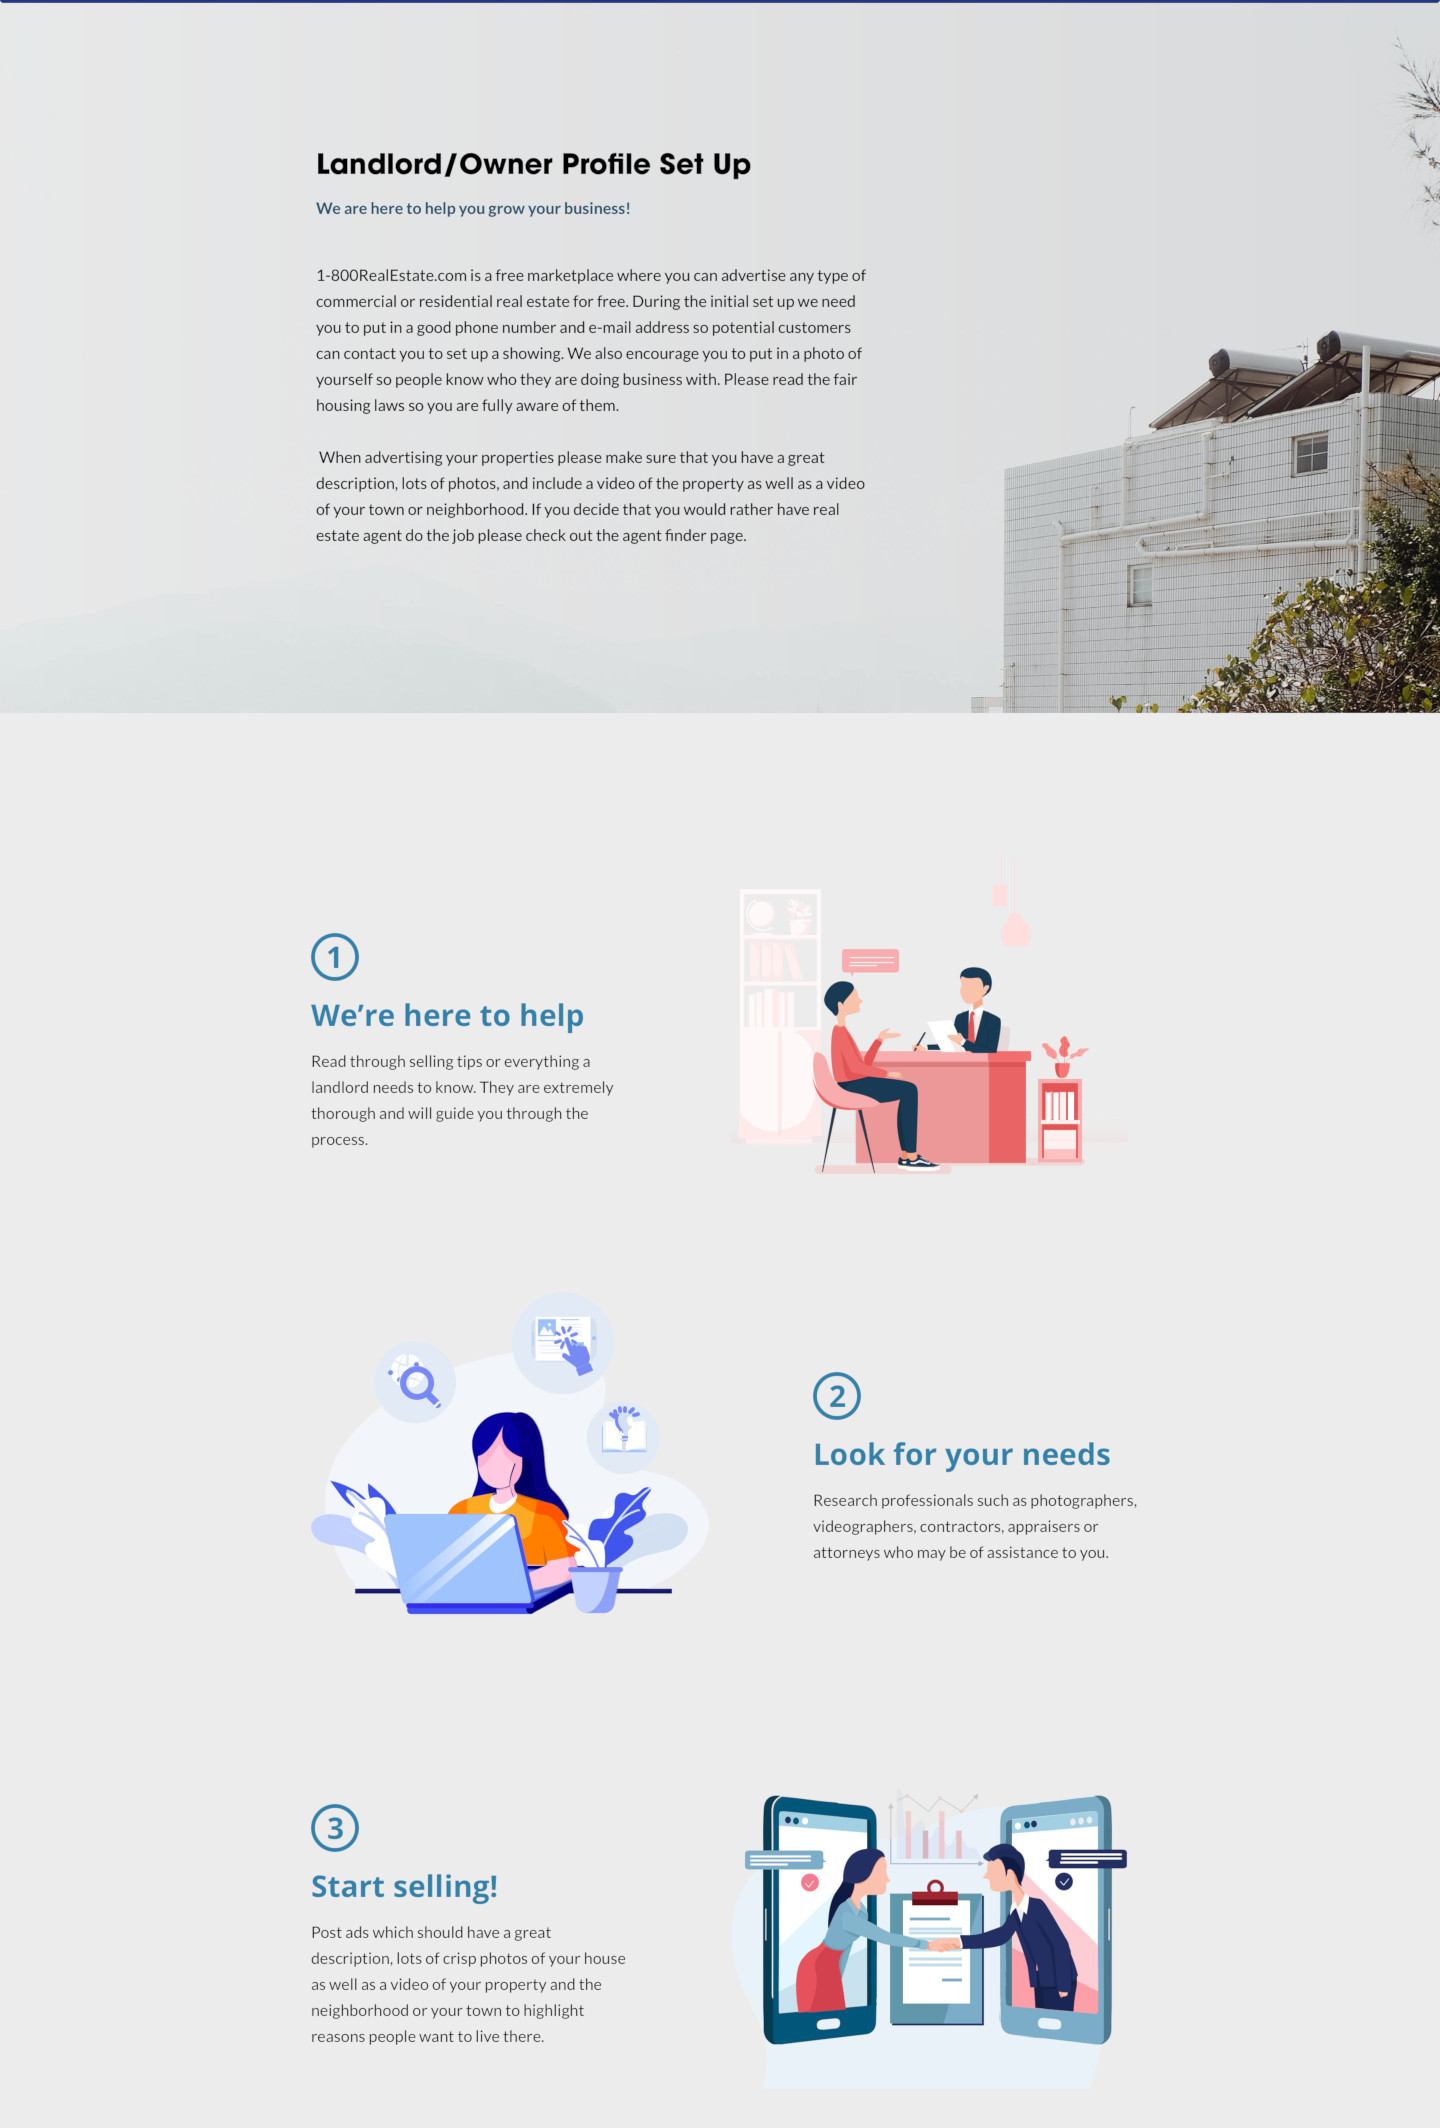 Landlord/Owner Profile Set Up
We are here to help you grow your business!
1-800RealEstate.com is a free marketplace where you can advertise any type of
commercial or residential real estate for free. During the initial set up we need
you to put in a good phone number and e-mail address so potential customers
can contact you to set up a showing. We also encourage you to put in a photo of
yourself so people know who they are doing business with. Please read the fair
housing laws so you are fully aware of them.
When advertising your properties please make sure that you have a great
description, lots of photos, and include a video of the property as well as a video
of your town or neighborhood. If you decide that you would rather have real
estate agent do the job please check out the agent finder page.
1
We’re here to help
Read through selling tips or everything a
landlord needs to know. They are extremely
thorough and will guide you through the
process.
2
Look for your needs
Research professionals such as photographers,
videographers, contractors, appraisers or
attorneys who may be of assistance to you.
3
Start selling!
Post ads which should have a great
description, lots of crisp photos of your house
as well as a video of your property and the
neighborhood or your town to highlight
reasons people want to live there.